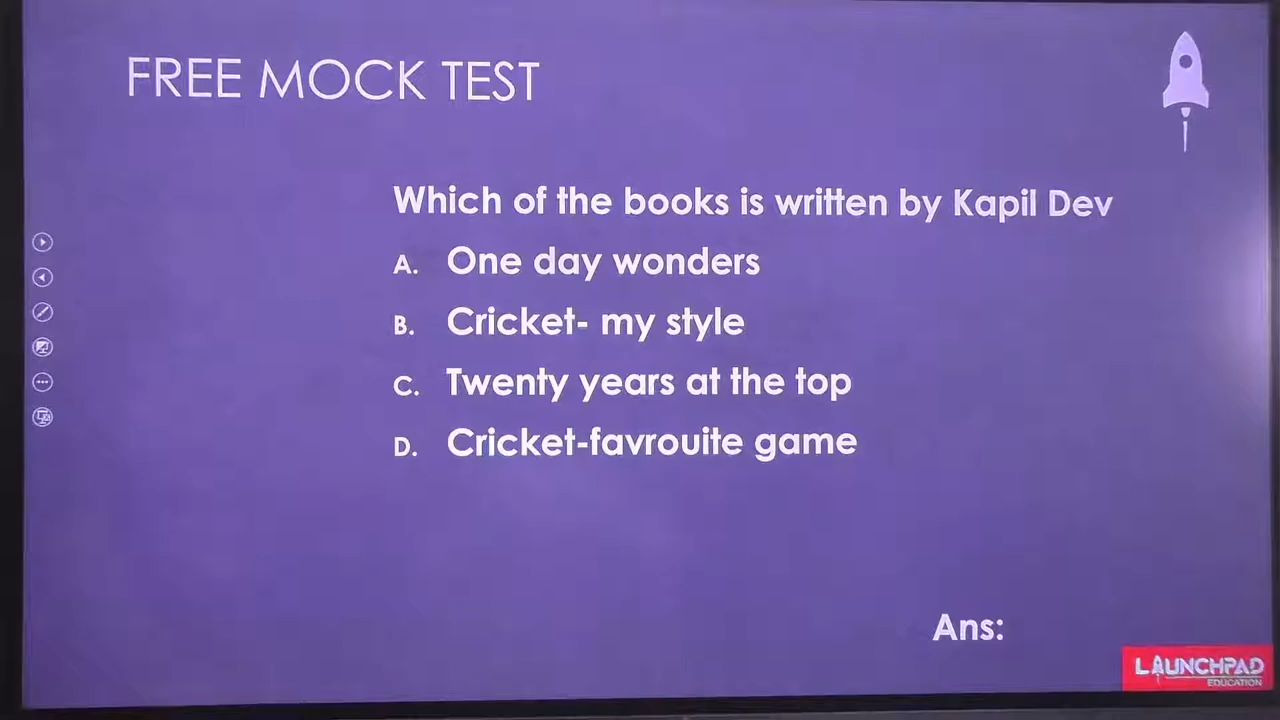 FREE MOCK TEST
Which of the books is written by Kapil Dev
A. One day wonders
B. Cricket- my style
C. Twenty years at the top
D. Cricket-favrouite game
Ans:
LAUNCHPAD
EDUCATION